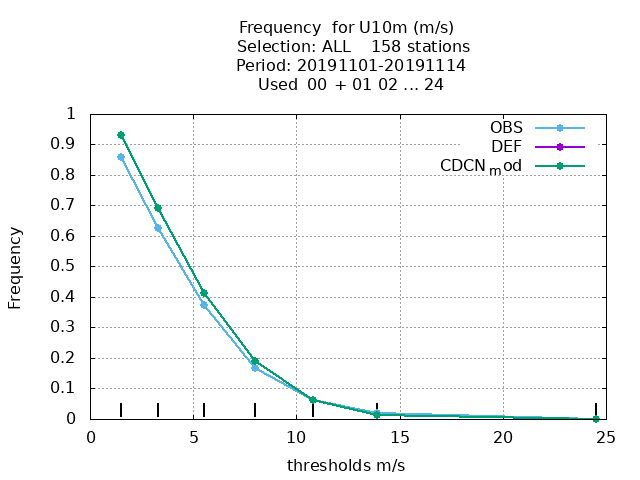 Frequency  for U10m (m/s)
Selection: ALL    158 stations
Period: 20191101-20191114
Used  00  + 01 02 ... 24
OBS
DEF
CDCN_mod
Frequency
1
0.9
0.8
0.7
0.6
0.5
0.4
0.3
0.2
0.1
0
0 5 10 15 20 25
thresholds m/s